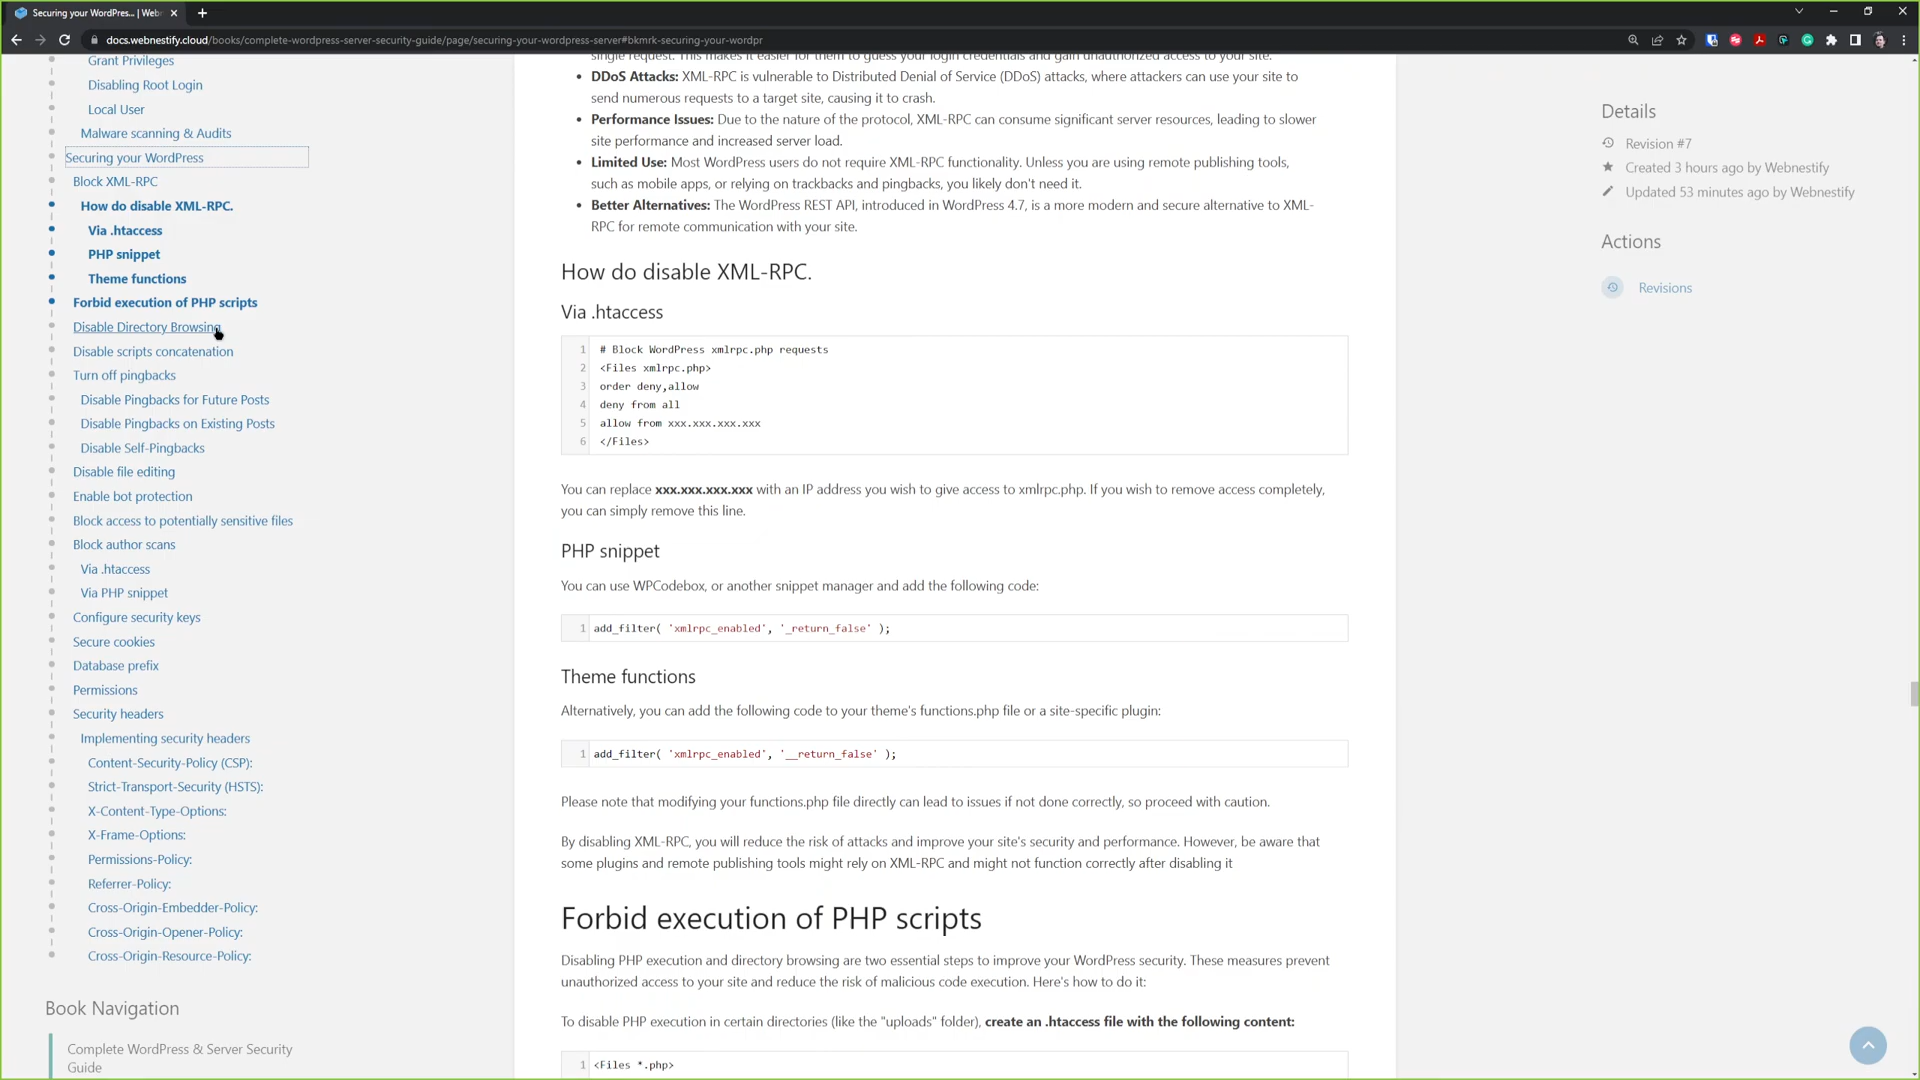 Securing your WordPres... | Web
docs.webnestify.cloud/books/complete-wordpress-server-security-guide/page/securing-your-wordpress-server#bkmrk-securing-your-wordpr
Grant Privileges
Disabling Root Login
Local User
Malware scanning & Audits
Securing your WordPress
Block XML-RPC
How do disable XML-RPC.
Via .htaccess
PHP snippet
Theme functions
Forbid execution of PHP scripts
Disable Directory Browsing
Disable scripts concatenation
Turn off pingbacks
Disable Pingbacks for Future Posts
Disable Pingbacks on Existing Posts
Disable Self-Pingbacks
Disable file editing
Enable bot protection
Block access to potentially sensitive files
Block author scans
Via .htaccess
Via PHP snippet
Configure security keys
Secure cookies
Database prefix
Permissions
Security headers
Implementing security headers
Content-Security-Policy (CSP):
Strict-Transport-Security (HSTS):
X-Content-Type-Options:
X-Frame-Options:
Permissions-Policy:
Referrer-Policy:
Cross-Origin-Embedder-Policy:
Cross-Origin-Opener-Policy:
Cross-Origin-Resource-Policy:
Book Navigation
Complete WordPress & Server Security
Guide
single request. This makes it easier for them to guess your login credentials and gain unauthorized access to your site.
DDoS Attacks: XML-RPC is vulnerable to Distributed Denial of Service (DDoS) attacks, where attackers can use your site to
send numerous requests to a target site, causing it to crash.
Performance Issues: Due to the nature of the protocol, XML-RPC can consume significant server resources, leading to slower
site performance and increased server load.
Limited Use: Most WordPress users do not require XML-RPC functionality. Unless you are using remote publishing tools,
such as mobile apps, or relying on trackbacks and pingbacks, you likely don't need it.
Better Alternatives: The WordPress REST API, introduced in WordPress 4.7, is a more modern and secure alternative to XML-
RPC for remote communication with your site.
How do disable XML-RPC.
Via .htaccess
1 # Block WordPress xmlrpc.php requests
2 <Files xmlrpc.php>
3 order deny,allow
4 deny from all
5 allow from xxx.xxx.xxx.xxx
6 </Files>
You can replace xxx.xxx.xxx.xxx with an IP address you wish to give access to xmlrpc.php. If you wish to remove access completely,
you can simply remove this line.
PHP snippet
You can use WPCodebox, or another snippet manager and add the following code:
1 add_filter( 'xmlrpc_enabled', '_return_false' );
Theme functions
Alternatively, you can add the following code to your theme's functions.php file or a site-specific plugin:
1 add_filter( 'xmlrpc_enabled', '__return_false' );
Please note that modifying your functions.php file directly can lead to issues if not done correctly, so proceed with caution.
By disabling XML-RPC, you will reduce the risk of attacks and improve your site's security and performance. However, be aware that
some plugins and remote publishing tools might rely on XML-RPC and might not function correctly after disabling it
Forbid execution of PHP scripts
Disabling PHP execution and directory browsing are two essential steps to improve your WordPress security. These measures prevent
unauthorized access to your site and reduce the risk of malicious code execution. Here's how to do it:
To disable PHP execution in certain directories (like the "uploads" folder), create an .htaccess file with the following content:
1 <Files *.php>
Details
Revision #7
Created 3 hours ago by Webnestify
Updated 53 minutes ago by Webnestify
Actions
Revisions